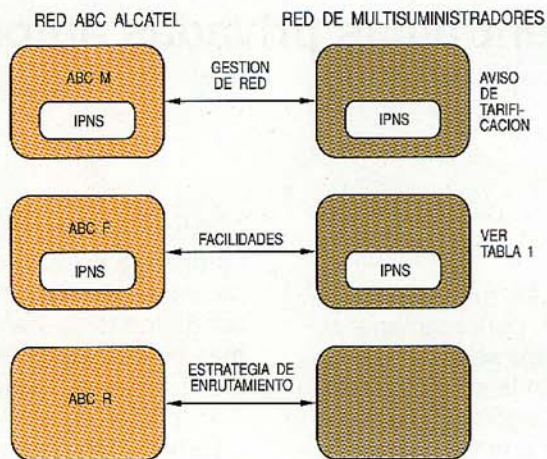 RED ABC ALCATEL
RED DE MULTISUMINISTRADORES
ABC M
IPNS
GESTION
DE RED
IPNS
AVISO
DE
TARIFI-
CACION
ABC F
IPNS
FACILIDADES
IPNS
VER
TABLA 1
ABC R
ESTRATEGIA DE
ENRUTAMIENTO